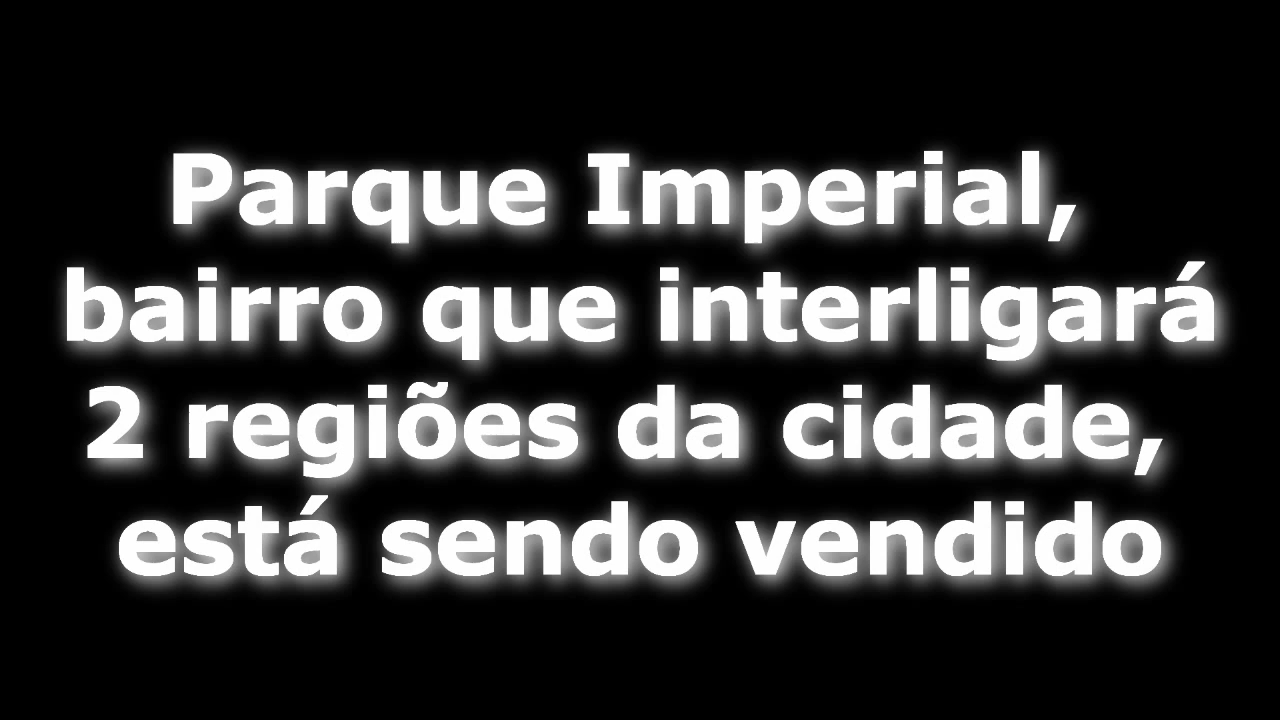 Parque Imperial,
bairro que interligará
2 regiões da cidade,
está sendo vendido